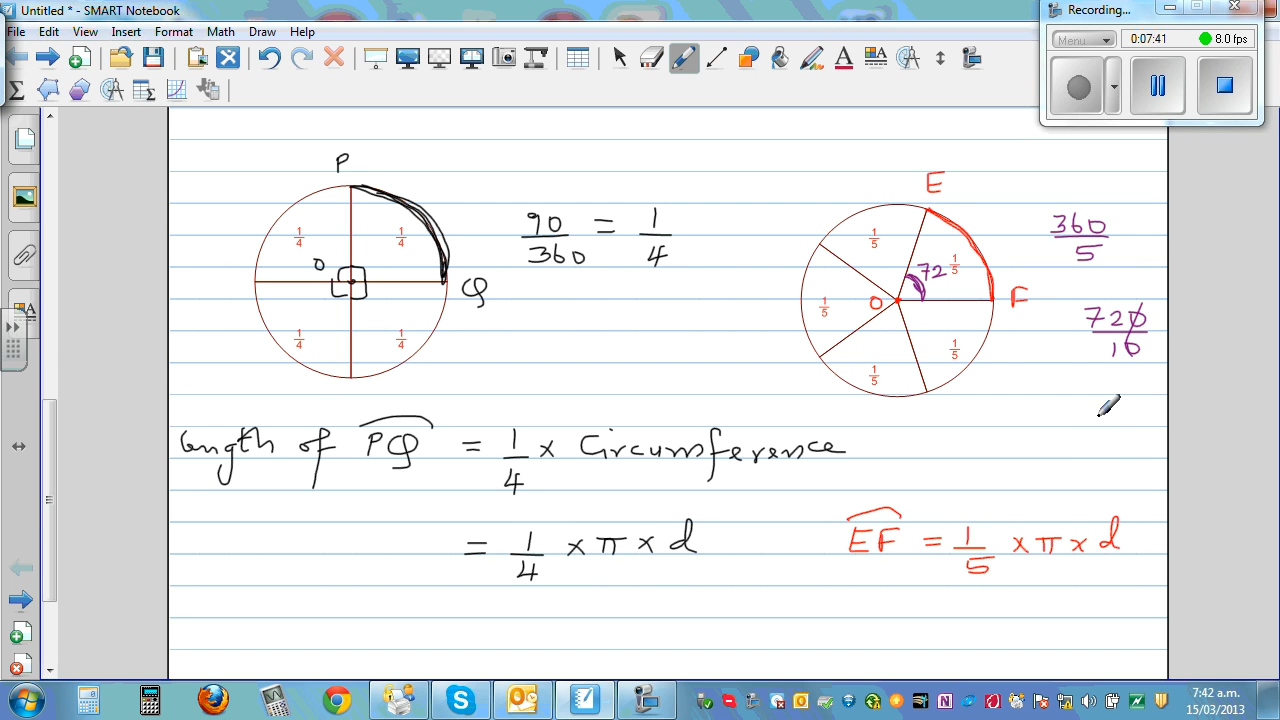 Untitled * - SMART Notebook
Recording...
File Edit View Insert Format Math Draw Help
Menu
0:07:41
8.0 fps
P
1/4 1/4
O
Q
1/4 1/4
90/360 = 1/4
E
1/5
1/5
72
1/5
O
F
1/5
1/5
360/5
720/10
Length of PQ = 1/4 × Circumference
= 1/4 × π × d
EF = 1/5 × π × d
7:42 a.m.
15/03/2013